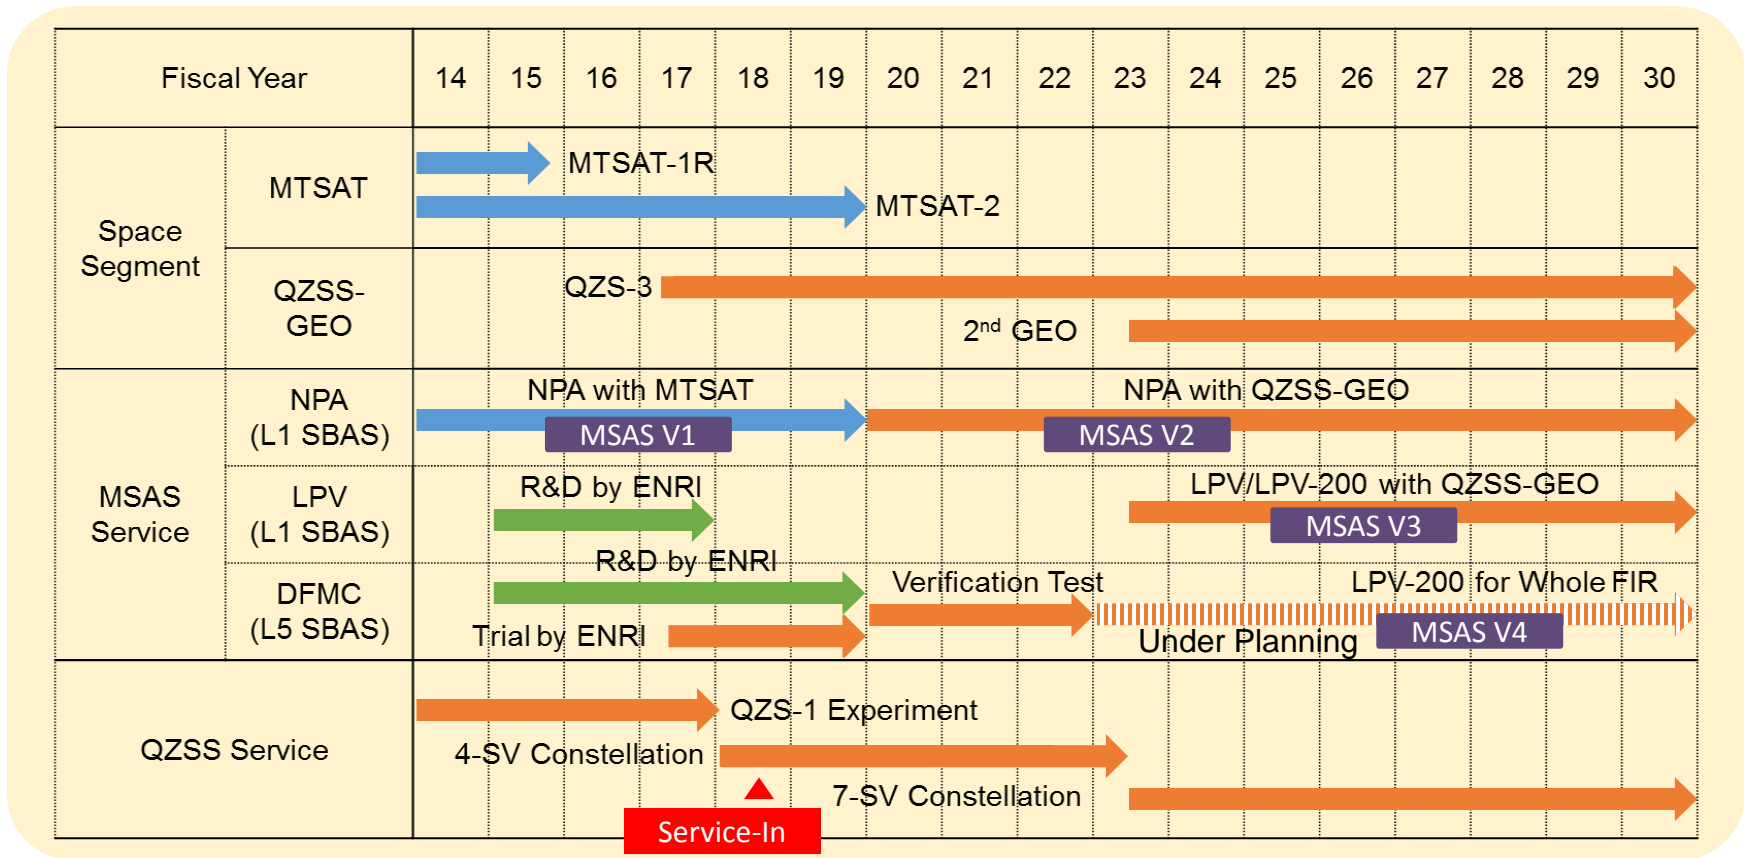 Fiscal Year 14 15 16 17 18 19 20 21 22 23 24 25 26 27 28 29 30
Space
Segment
MTSAT
MTSAT-1R
MTSAT-2
QZSS-
GEO
QZS-3
2nd GEO
MSAS
Service
NPA
(L1 SBAS)
NPA with MTSAT
MSAS V1
NPA with QZSS-GEO
MSAS V2
LPV
(L1 SBAS)
R&D by ENRI
LPV/LPV-200 with QZSS-GEO
MSAS V3
DFMC
(L5 SBAS)
R&D by ENRI
Trial by ENRI
Verification Test
LPV-200 for Whole FIR
Under Planning
MSAS V4
QZSS Service
QZS-1 Experiment
4-SV Constellation
7-SV Constellation
Service-In